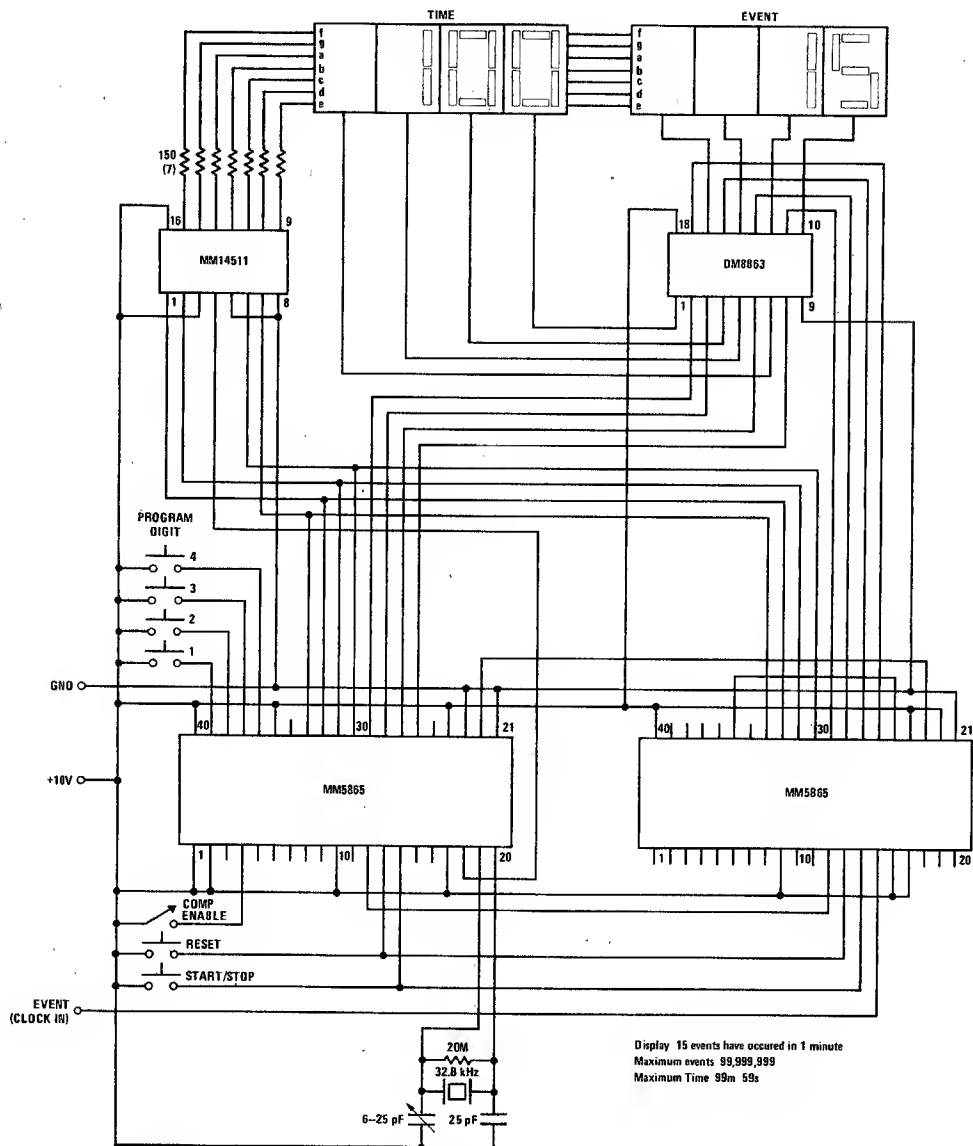 TIME
EVENT
f
g
a
b
c
d
e
f
g
a
b
c
d
e
150
(7)
16
9
MM14511
1
8
18
10
DM8863
1
9
PROGRAM
DIGIT
4
3
2
1
GND
40
30
21
40
30
21
+10V
MM5865
MM5865
1
10
20
1
10
20
COMP
ENABLE
RESET
START/STOP
EVENT
(CLOCK IN)
20M
32.8 kHz
6–25 pF
25 pF
Display 15 events have occured in 1 minute
Maximum events 99,999,999
Maximum Time 99m 59s